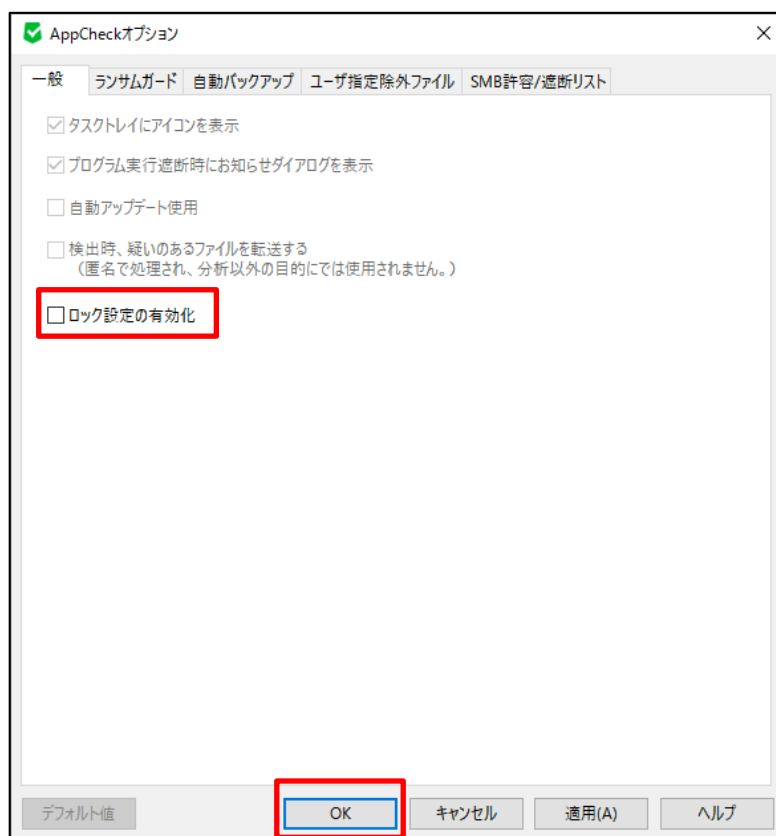 AppCheckオプション
一般
ランサムガード
自動バックアップ
ユーザ指定除外ファイル
SMB許容/遮断リスト
タスクトレイにアイコンを表示
プログラム実行遮断時にお知らせダイアログを表示
自動アップデート使用
検出時、疑いのあるファイルを転送する
（匿名で処理され、分析以外の目的にでは使用されません。）
ロック設定の有効化
デフォルト値
OK
キャンセル
適用(A)
ヘルプ